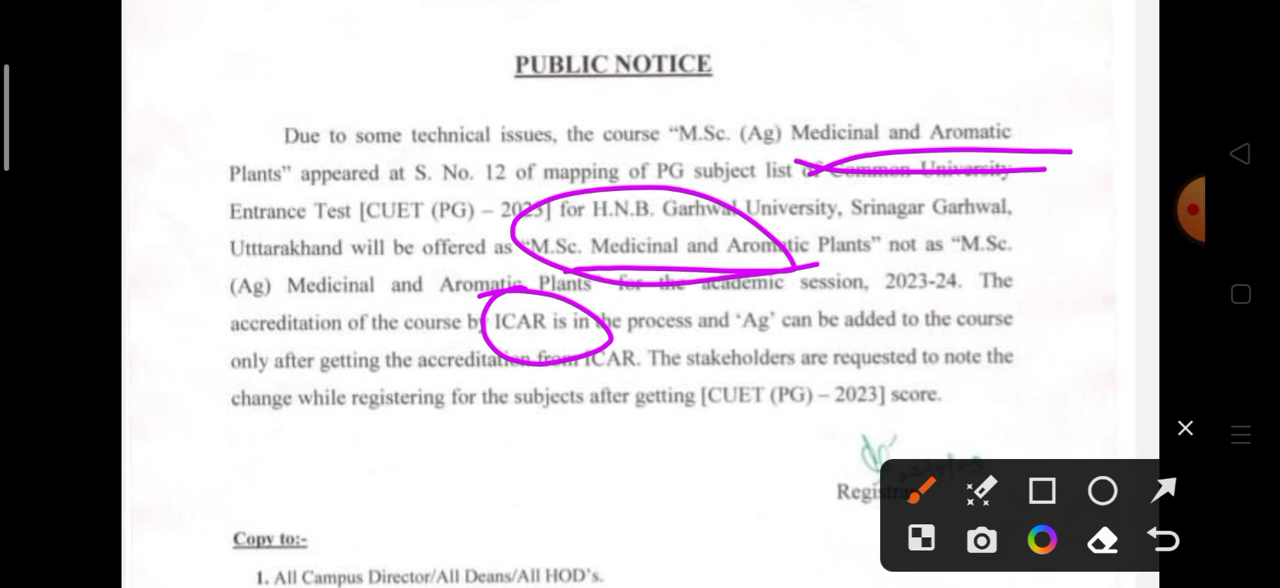 PUBLIC NOTICE
Due to some technical issues, the course “M.Sc. (Ag) Medicinal and Aromatic
Plants” appeared at S. No. 12 of mapping of PG subject list of Common University
Entrance Test [CUET (PG) – 2023] for H.N.B. Garhwal University, Srinagar Garhwal,
Utttarakhand will be offered as “M.Sc. Medicinal and Aromatic Plants” not as “M.Sc.
(Ag) Medicinal and Aromatic Plants” for the academic session, 2023-24. The
accreditation of the course by ICAR is in the process and ‘Ag’ can be added to the course
only after getting the accreditation from ICAR. The stakeholders are requested to note the
change while registering for the subjects after getting [CUET (PG) – 2023] score.
Registrar
Copy to:-
1. All Campus Director/All Deans/All HOD's.